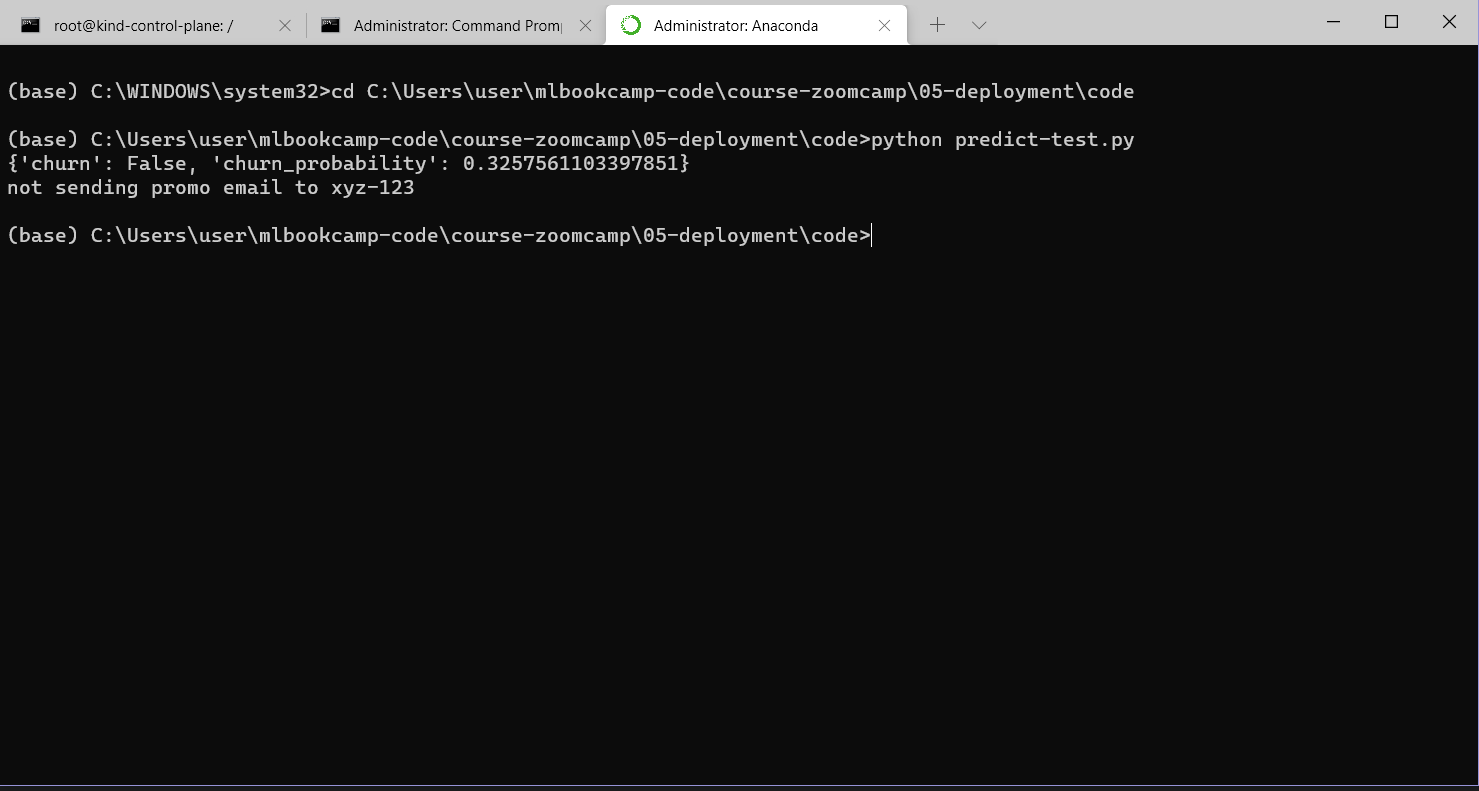 root@kind-control-plane: /
Administrator: Command Prom
Administrator: Anaconda
(base) C:\WINDOWS\system32>cd C:\Users\user\mlbookcamp-code\course-zoomcamp\05-deployment\code
(base) C:\Users\user\mlbookcamp-code\course-zoomcamp\05-deployment\code>python predict-test.py
{'churn': False, 'churn_probability': 0.3257561103397851}
not sending promo email to xyz-123
(base) C:\Users\user\mlbookcamp-code\course-zoomcamp\05-deployment\code>